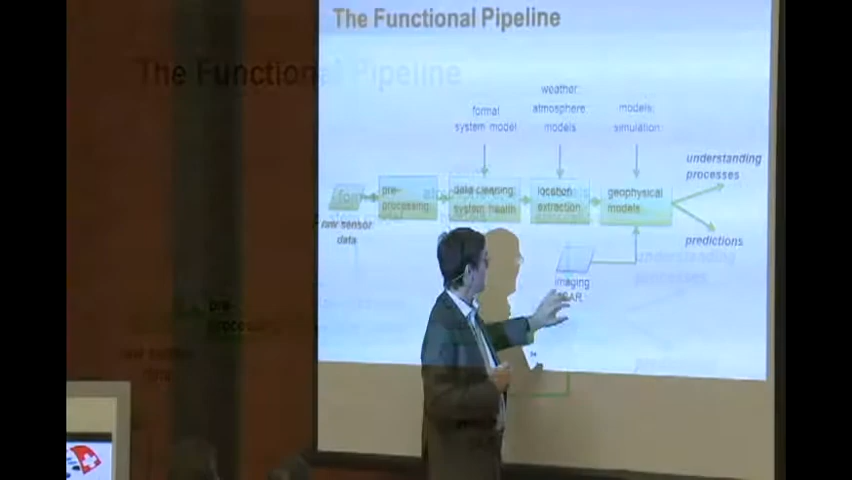 The Functional Pipeline
weather
atmosphere
models
formal
system model
models
simulation
understanding
processes
pre-
processing
data cleaning
system health
location
extraction
geophysical
models
raw sensor
data
predictions
imaging